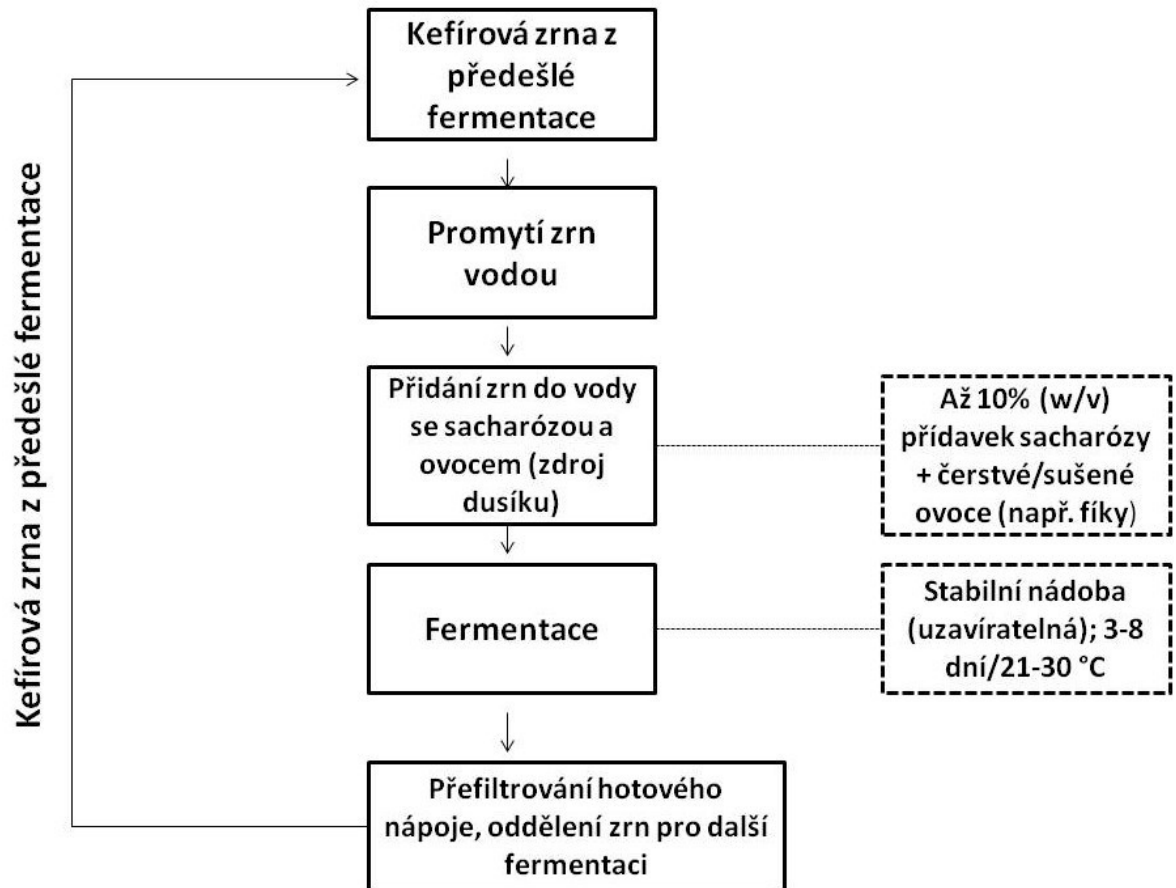 Kefírová zrna z
předešlé
fermentace
Promytí zrn
vodou
Přidání zrn do vody
se sacharózou a
ovocem (zdroj
dusíku)
Až 10% (w/v)
přídavek sacharózy
+ čerstvé/sušené
ovoce (např. fíky)
Fermentace
Stabilní nádoba
(uzavíratelná); 3-8
dní/21-30 °C
Přefiltrování hotového
nápoje, oddělení zrn pro další
fermentaci
Kefírová zrna z předešlé fermentace